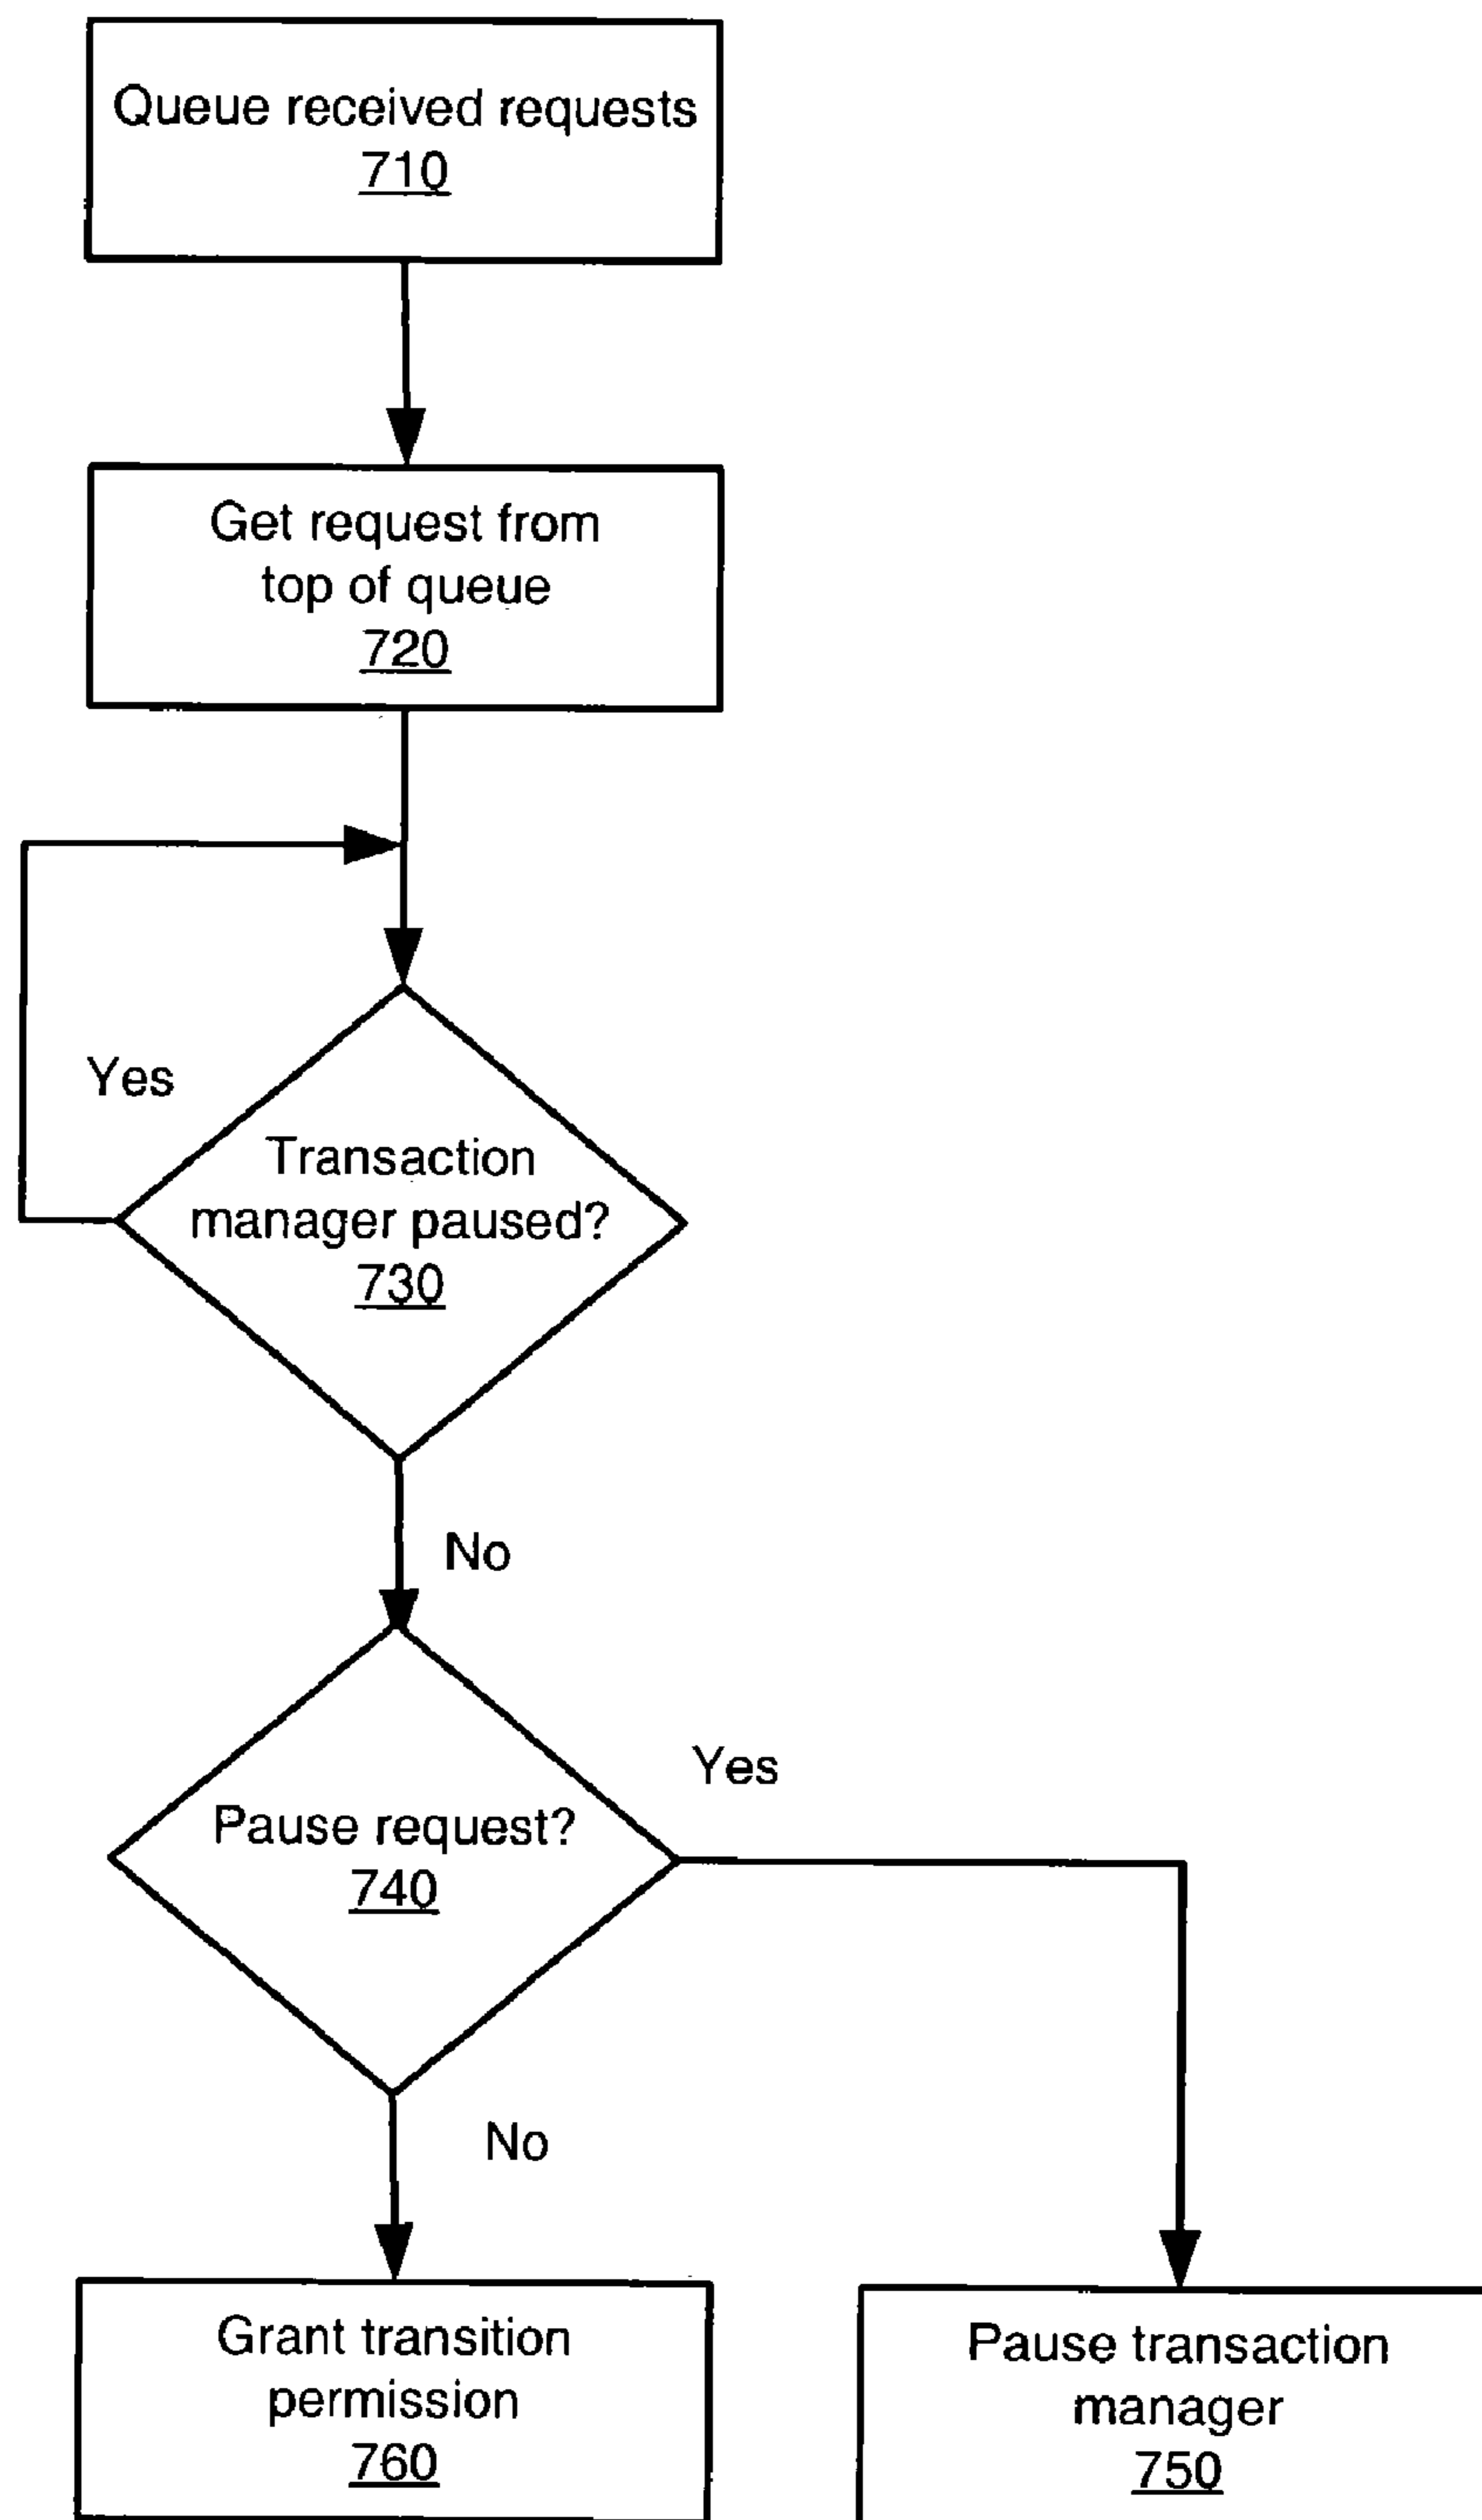 Queue received requests
710
Get request from
top of queue
720
Yes
Transaction
manager paused?
730
No
Yes
Pause request?
740
No
Grant transition
permission
760
Pause transaction
manager
750